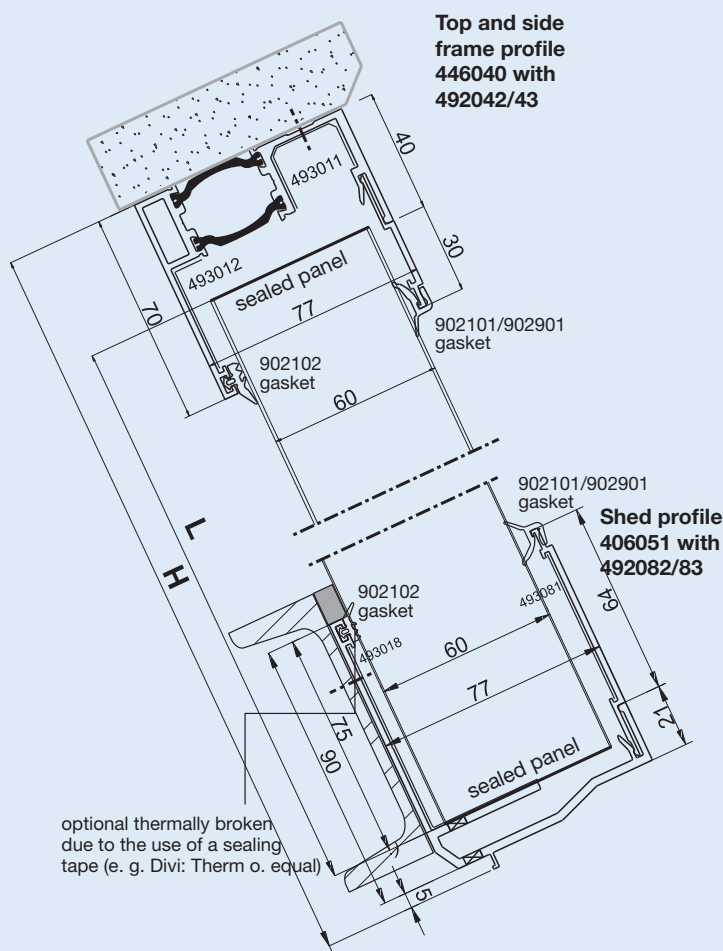 Top and side
frame profile
446040 with
492042/43
40
493011
30
493012
sealed panel
77
70
902101/902901
gasket
902102
gasket
60
902101/902901
gasket
Shed profile
406051 with
492082/83
L
H
902102
gasket
493081
64
493018
60
77
21
75
90
sealed panel
optional thermally broken
due to the use of a sealing
tape (e. g. Divi: Therm o. equal)
5